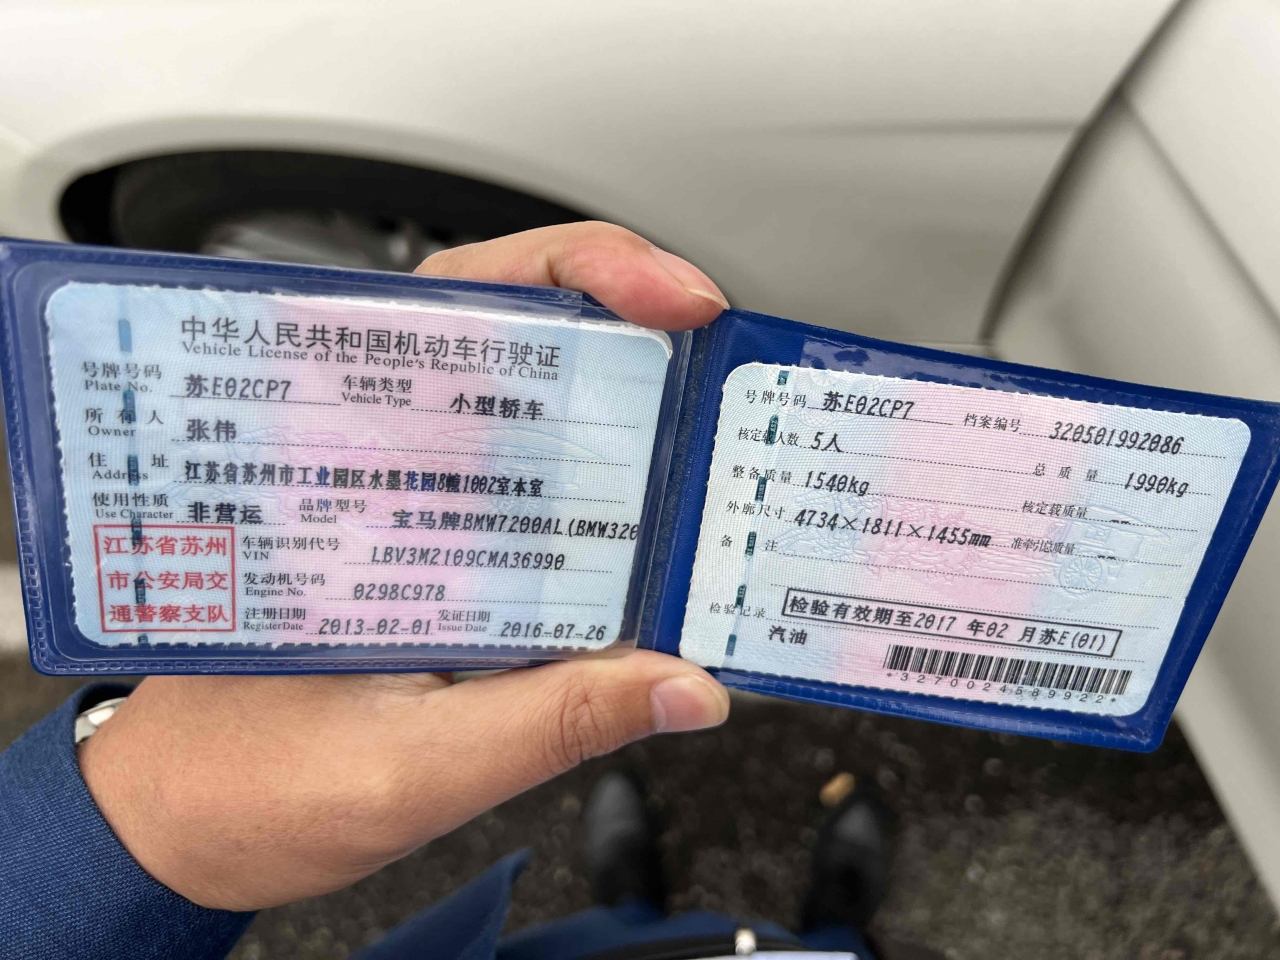 中华人民共和国机动车行驶证
Vehicle License of the People's Republic of China
号牌号码 苏E02CP7 车辆类型 小型轿车
Plate No. Vehicle Type
所有人 张伟
Owner
住址 江苏省苏州市工业园区水墨花园8幢1002室本室
Address
使用性质 非营运 品牌型号 宝马牌BMW7200AL(BMW320
Use Character Model
江苏省苏州
市公安局交
通警察支队
车辆识别代号 LBV3M2109CMA36990
VIN
发动机号码 0298C978
Engine No.
注册日期 2013-02-01 发证日期 2016-07-26
Register Date Issue Date
号牌号码 苏E02CP7 档案编号 320501992086
核定载人数 5人 总质量 1990kg
整备质量 1540kg 核定载质量 --
外廓尺寸 4734×1811×1455mm 准牵引总质量 --
备注
检验记录 检验有效期至2017 年02 月苏E(01)
汽油
*3270024589922*